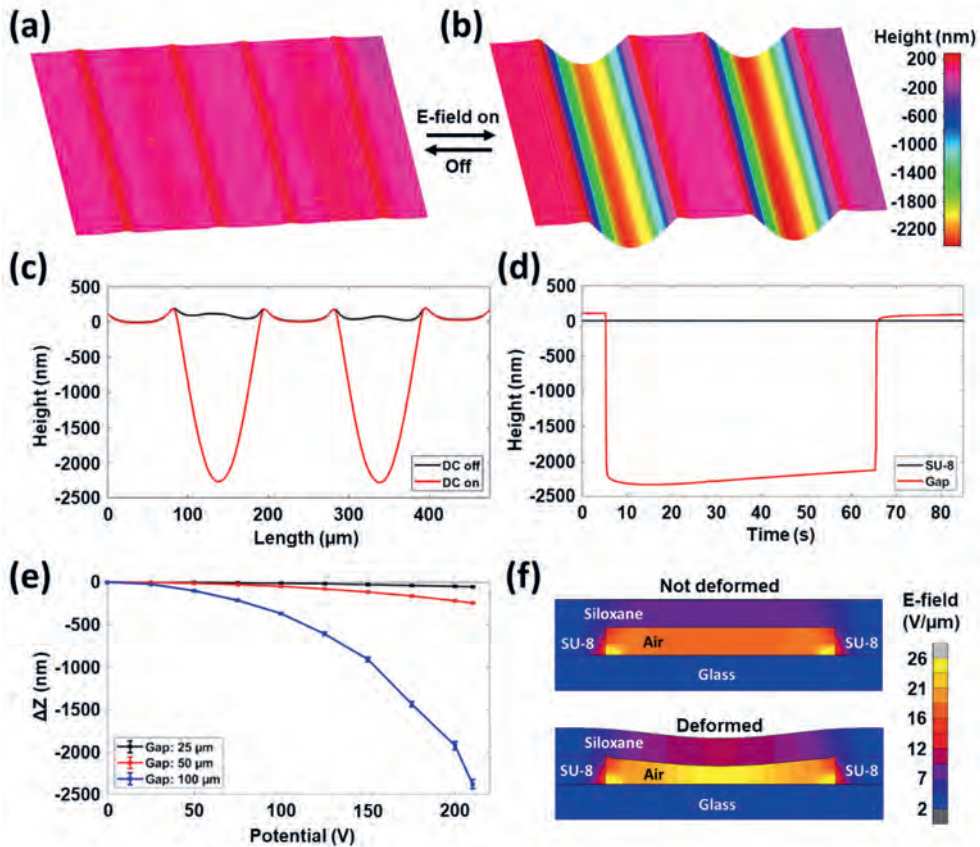 (a)
(b)
Height (nm)
200
-200
-600
-1000
-1400
-1800
-2200
E-field on
Off
(c)
500
0
-500
-1000
-1500
-2000
-2500
Height (nm)
DC off
DC on
0
100
200
300
400
Length (µm)
(d)
500
0
-500
-1000
-1500
-2000
-2500
Height (nm)
SU-8
Gap
0
10
20
30
40
50
60
70
80
Time (s)
(e)
0
-500
-1000
-1500
-2000
-2500
ΔZ (nm)
Gap: 25 µm
Gap: 50 µm
Gap: 100 µm
0
50
100
150
200
Potential (V)
(f)
Not deformed
Siloxane
SU-8
Air
SU-8
Glass
Deformed
Siloxane
SU-8
Air
SU-8
Glass
E-field
(V/µm)
26
21
16
12
7
2